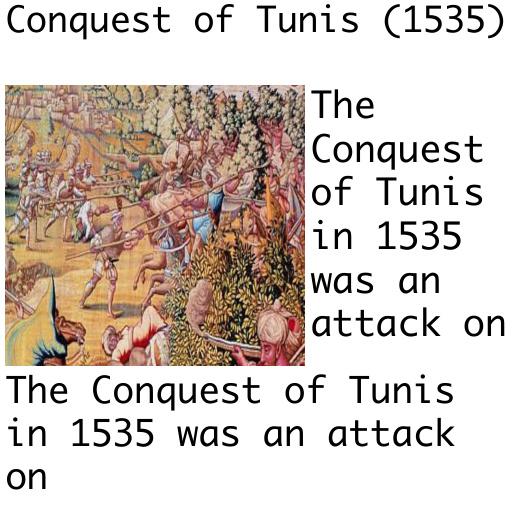 Conquest of Tunis (1535)
The
Conquest
of Tunis
in 1535
was an
attack on
The Conquest of Tunis
in 1535 was an attack
on